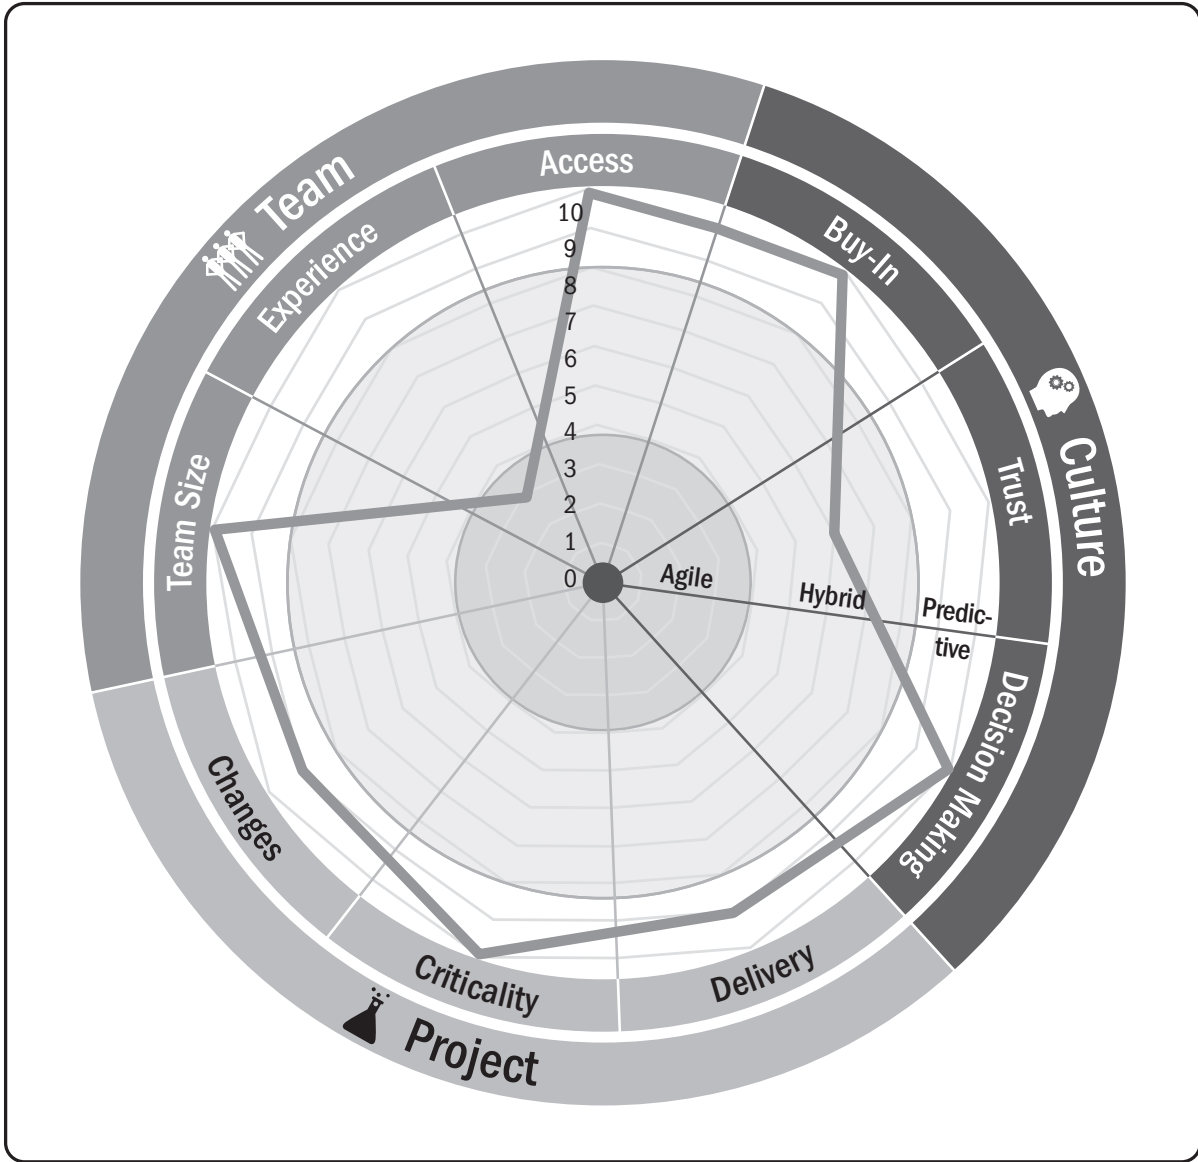 Team
Culture
Project
Access
Buy-In
Trust
Decision Making
Delivery
Criticality
Changes
Team Size
Experience
10
9
8
7
6
5
4
3
2
1
0
Agile
Hybrid
Predic-
tive